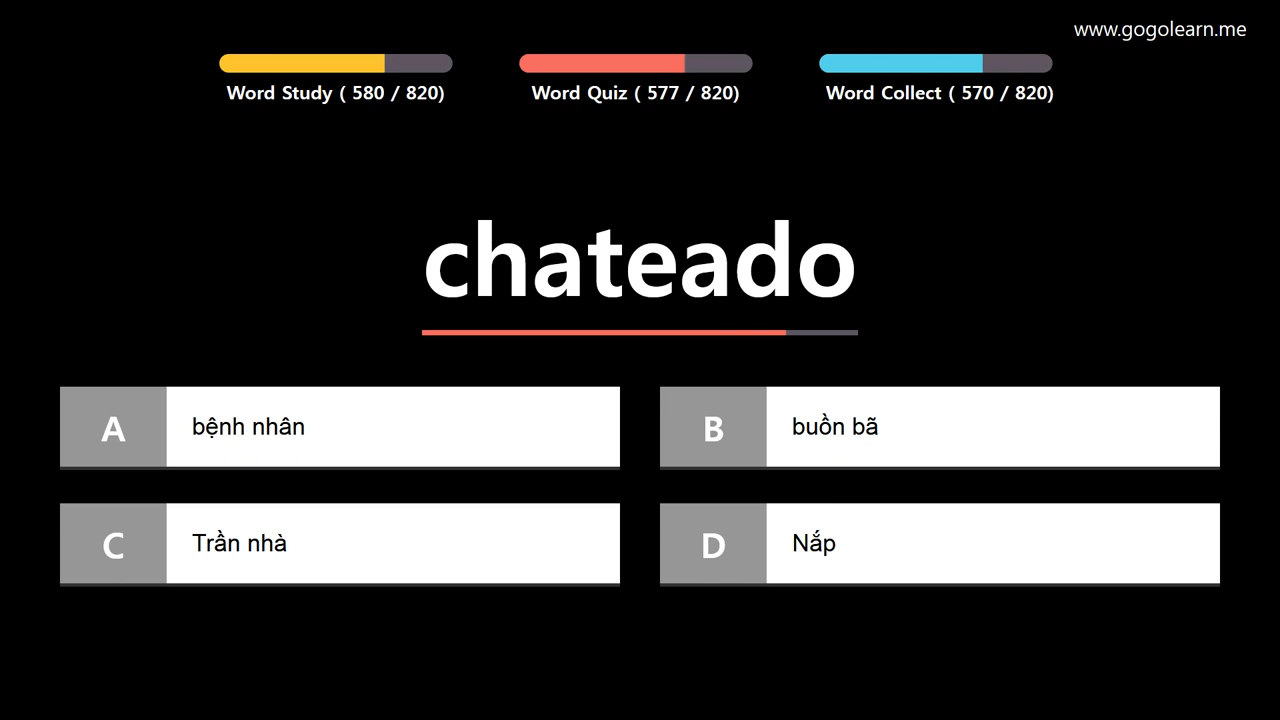 www.gogolearn.me
Word Study ( 580 / 820)
Word Quiz ( 577 / 820)
Word Collect ( 570 / 820)
chateado
A bệnh nhân
B buồn bã
C Trần nhà
D Nắp